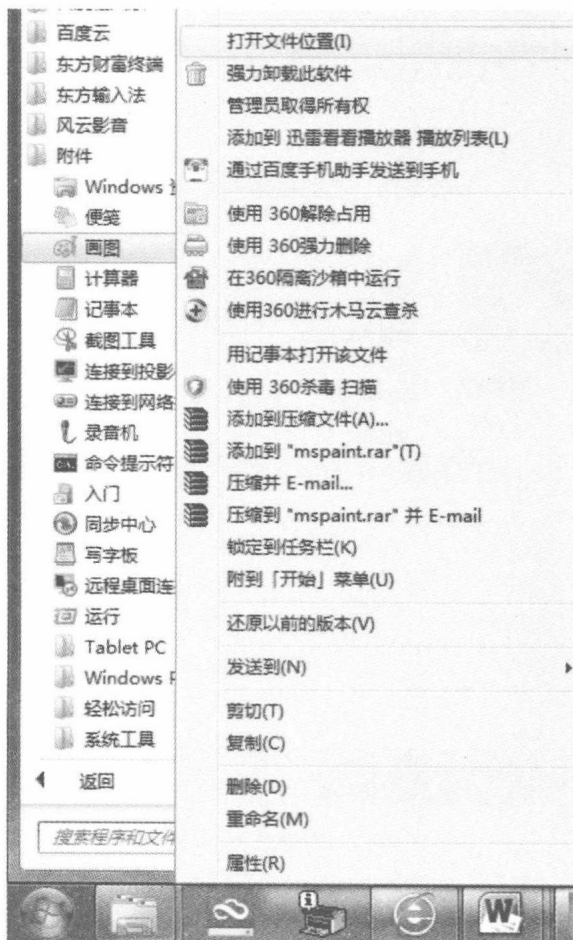 百度云
东方财富终端
东方输入法
风云影音
附件
Windows
便笺
画图
计算器
记事本
截图工具
连接到投影
连接到网络
录音机
命令提示符
入门
同步中心
写字板
远程桌面连
运行
Tablet PC
Windows P
轻松访问
系统工具
返回
搜索程序和文件
打开文件位置(I)
强力卸载此软件
管理员取得所有权
添加到 迅雷看看播放器 播放列表(L)
通过百度手机助手发送到手机
使用 360解除占用
使用 360强力删除
在360隔离沙箱中运行
使用360进行木马云查杀
用记事本打开该文件
使用 360杀毒 扫描
添加到压缩文件(A)...
添加到 "mspaint.rar"(T)
压缩并 E-mail...
压缩到 "mspaint.rar" 并 E-mail
锁定到任务栏(K)
附到「开始」菜单(U)
还原以前的版本(V)
发送到(N)
剪切(T)
复制(C)
删除(D)
重命名(M)
属性(R)